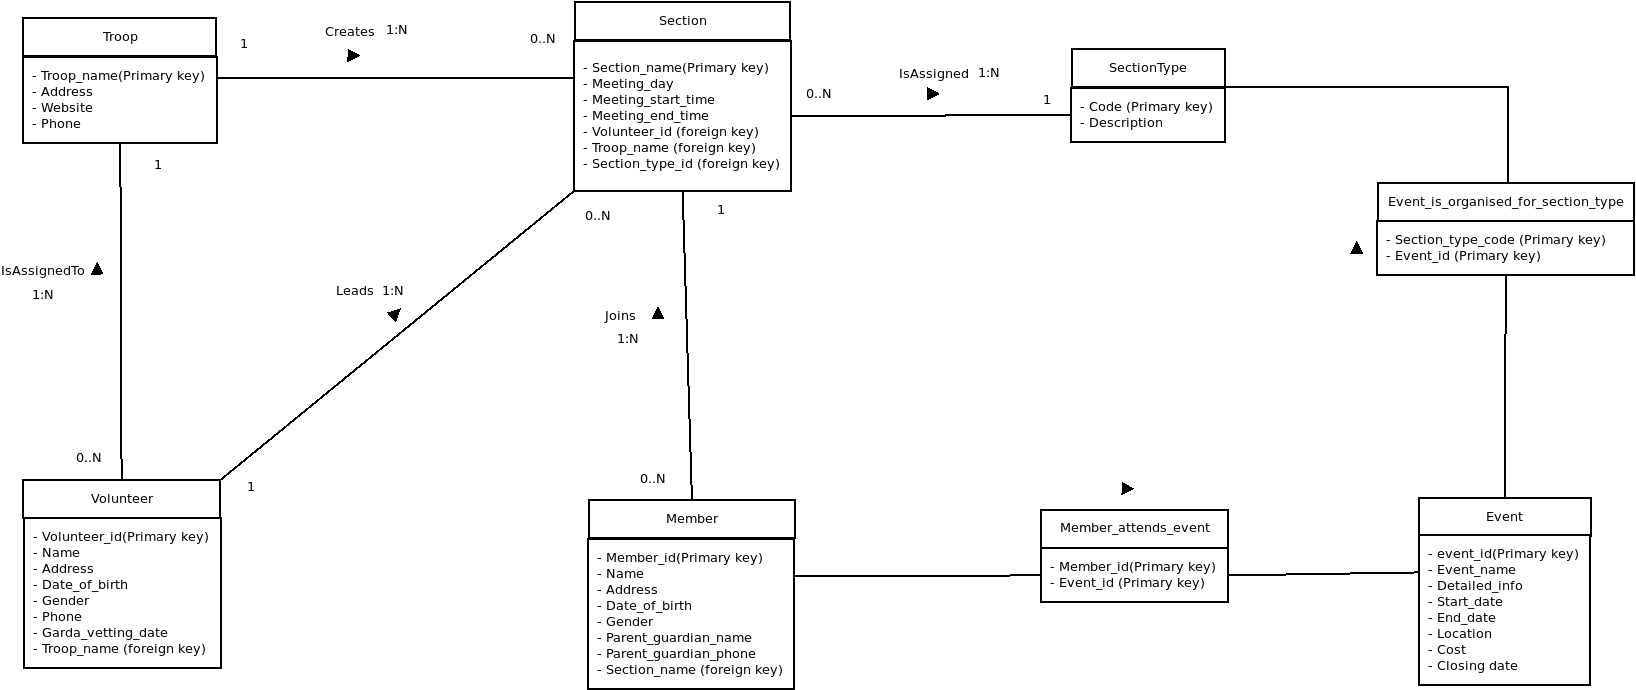 Troop
- Troop_name(Primary key)
- Address
- Website
- Phone
1
Creates 1:N
0..N
Section
- Section_name(Primary key)
- Meeting_day
- Meeting_start_time
- Meeting_end_time
- Volunteer_id (foreign key)
- Troop_name (foreign key)
- Section_type_id (foreign key)
0..N
IsAssigned 1:N
1
SectionType
- Code (Primary key)
- Description
Event_is_organised_for_section_type
- Section_type_code (Primary key)
- Event_id (Primary key)
1
IsAssignedTo
1:N
0..N
0..N
Leads 1:N
1
1
Joins
1:N
0..N
Volunteer
- Volunteer_id(Primary key)
- Name
- Address
- Date_of_birth
- Gender
- Phone
- Garda_vetting_date
- Troop_name (foreign key)
Member
- Member_id(Primary key)
- Name
- Address
- Date_of_birth
- Gender
- Parent_guardian_name
- Parent_guardian_phone
- Section_name (foreign key)
Member_attends_event
- Member_id(Primary key)
- Event_id (Primary key)
Event
- event_id(Primary key)
- Event_name
- Detailed_info
- Start_date
- End_date
- Location
- Cost
- Closing date